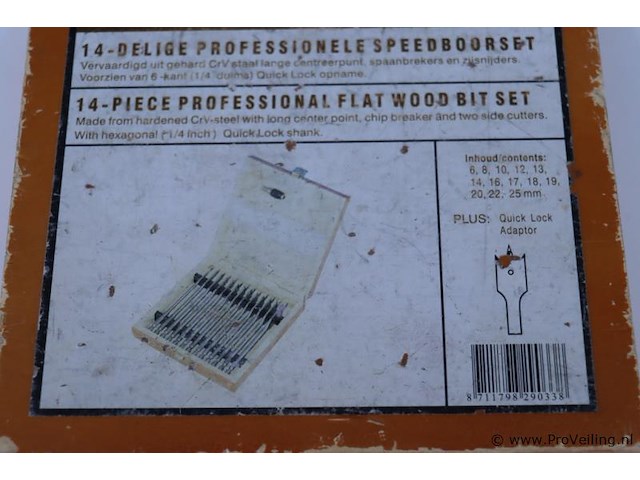 14-DELIGE PROFESSIONELE SPEEDBOORSET
Vervaardigd uit gehard CrV staal lange centreerpunt, spaanbrekers en zijsnijders.
Voorzien van 6-kant (1/4 duims) Quick Lock opname.
14-PIECE PROFESSIONAL FLAT WOOD BIT SET
Made from hardened CrV-steel with long center point, chip breaker and two side cutters.
With hexagonal (1/4 Inch) Quick Lock shank.
Inhoud/contents:
6, 8, 10, 12, 13,
14, 16, 17, 18, 19,
20, 22, 25 mm
PLUS: Quick Lock
Adaptor
8 711798 290338
© www.ProVeiling.nl